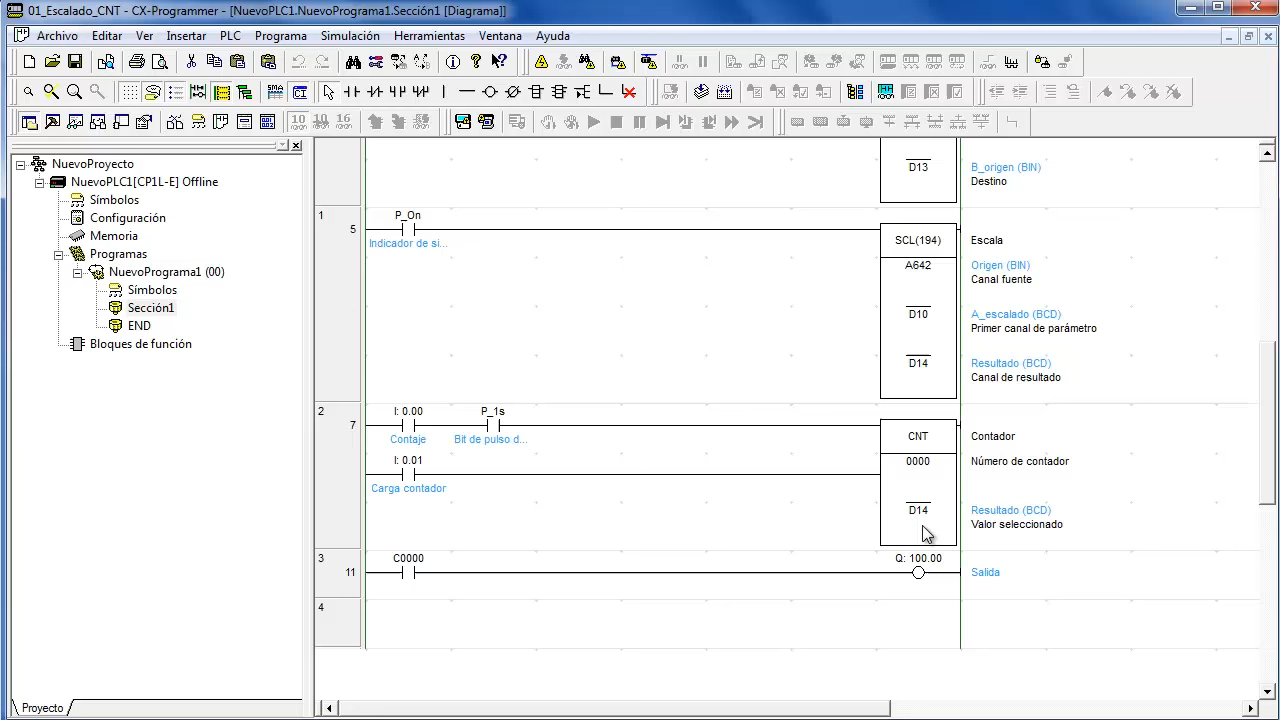 01_Escalado_CNT - CX-Programmer - [NuevoPLC1.NuevoPrograma1.Sección1 [Diagrama]]
Archivo Editar Ver Insertar PLC Programa Simulación Herramientas Ventana Ayuda
10 10 16
NuevoProyecto
NuevoPLC1[CP1L-E] Offline
Símbolos
Configuración
Memoria
Programas
NuevoPrograma1 (00)
Símbolos
Sección1
END
Bloques de función
Proyecto
D13 B_origen (BIN)
Destino
1 P_On
5
Indicador de si...
SCL(194) Escala
A642 Origen (BIN)
Canal fuente
D10 A_escalado (BCD)
Primer canal de parámetro
D14 Resultado (BCD)
Canal de resultado
2 I: 0.00 P_1s
7
Contaje Bit de pulso d...
CNT Contador
I: 0.01
0000 Número de contador
Carga contador
D14 Resultado (BCD)
Valor seleccionado
3 C0000 Q: 100.00
11 Salida
4